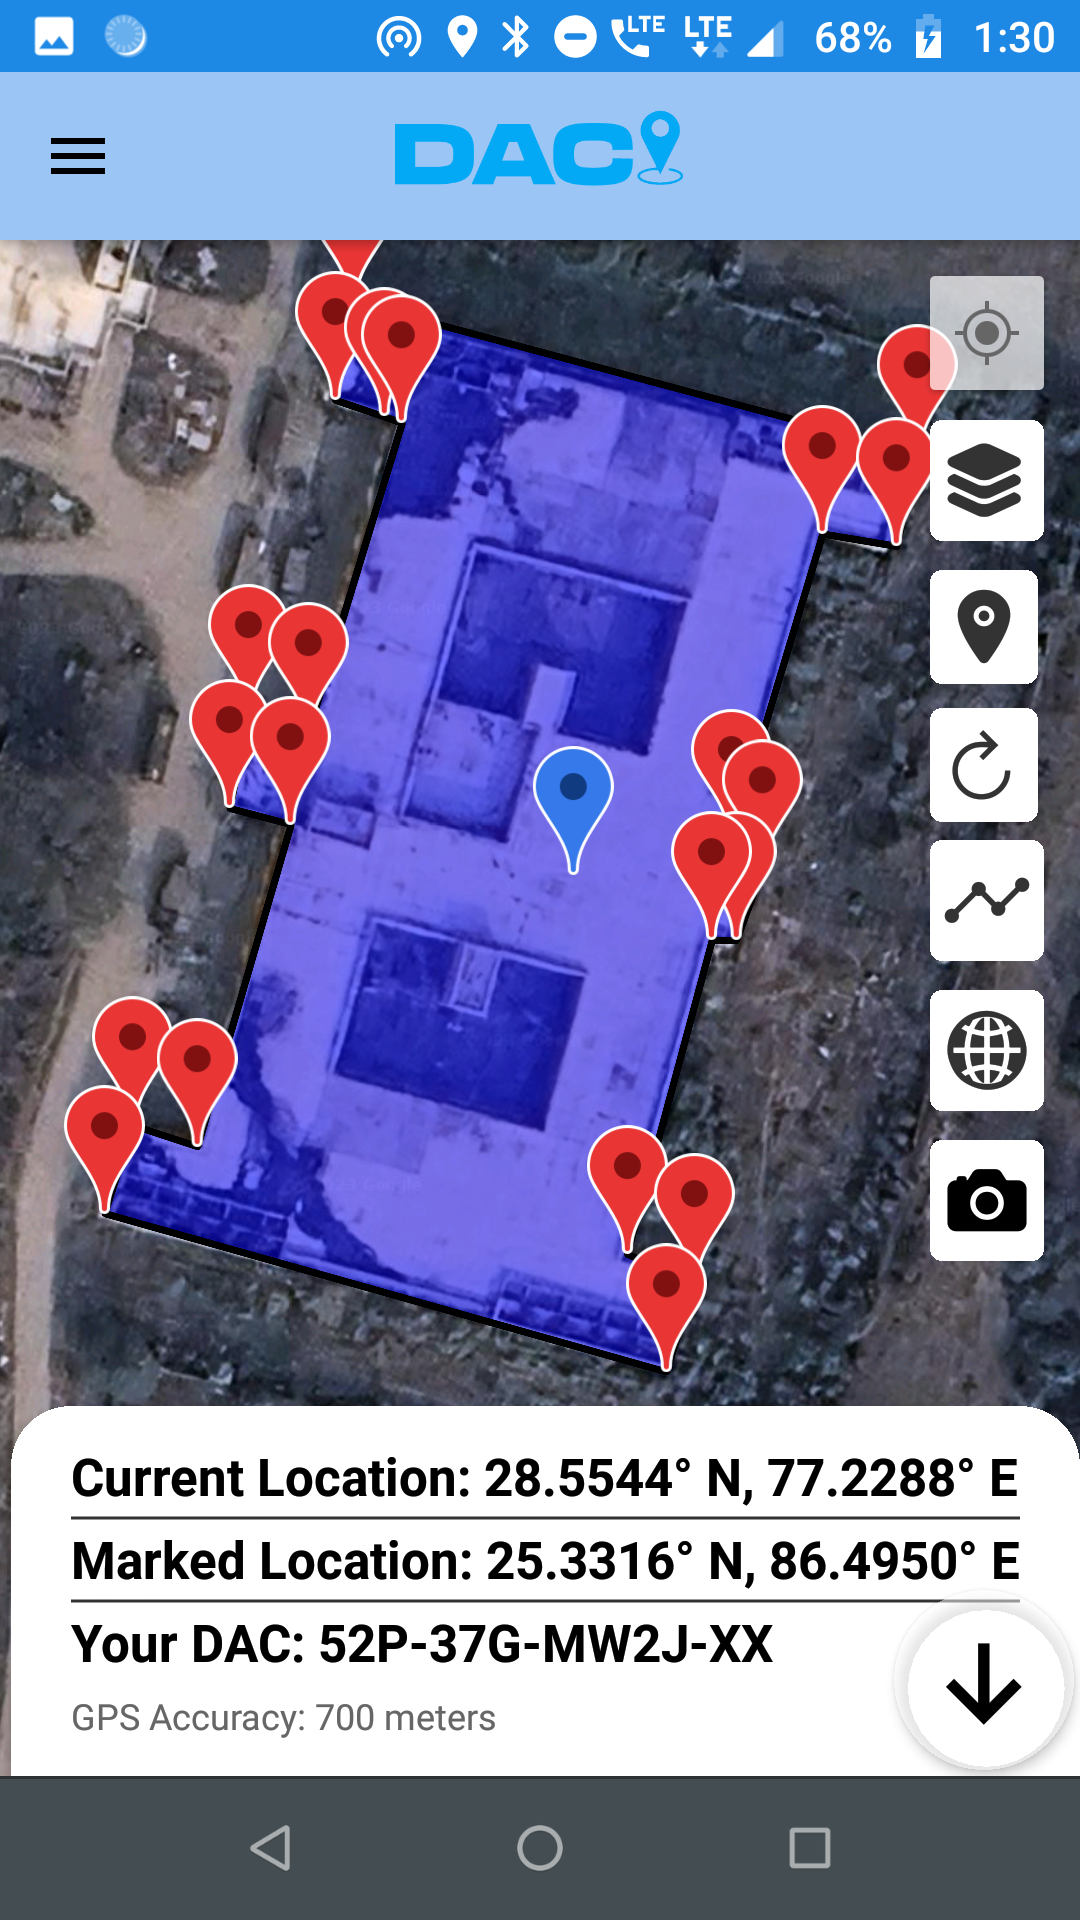 LTE LTE 68% 1:30
DAC
Current Location: 28.5544° N, 77.2288° E
Marked Location: 25.3316° N, 86.4950° E
Your DAC: 52P-37G-MW2J-XX
GPS Accuracy: 700 meters